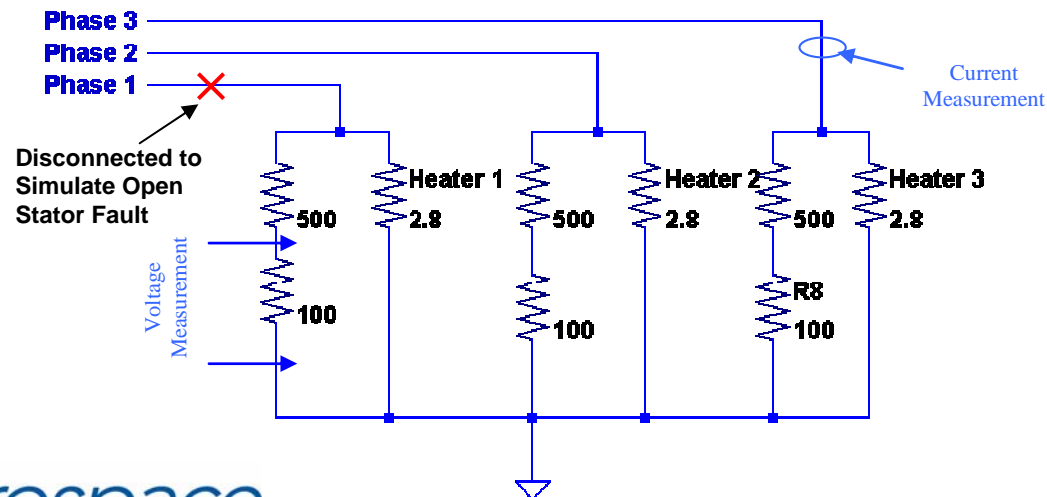 Phase 3
Phase 2
Phase 1
Current
Measurement
Disconnected to
Simulate Open
Stator Fault
Heater 1
Heater 2
Heater 3
500
2.8
500
2.8
500
2.8
Voltage
Measurement
100
100
R8
100